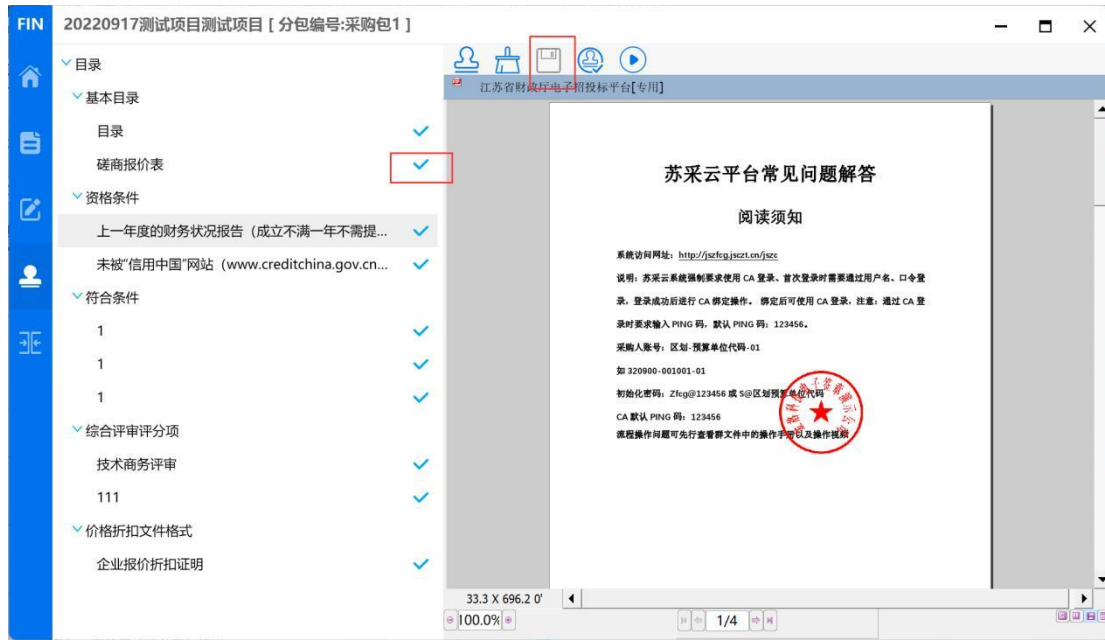 FIN
20220917测试项目测试项目 [ 分包编号:采购包1 ]
目录
基本目录
目录
磋商报价表
资格条件
上一年度的财务状况报告（成立不满一年不需提...
未被“信用中国”网站（www.creditchina.gov.cn...
符合条件
1
1
1
综合评审评分项
技术商务评审
111
价格折扣文件格式
企业报价折扣证明
江苏省财政厅电子招投标平台[专用]
苏采云平台常见问题解答
阅读须知
系统访问网址：http://jszfcg.jsczt.cn/jszc
说明：苏采云系统强制要求使用 CA 登录、首次登录时需要通过用户名、口令登
录，登录成功后进行 CA 绑定操作。 绑定后可使用 CA 登录，注意：通过 CA 登
录时要求输入 PING 码，默认 PING 码：123456。
采购人账号：区划-预算单位代码-01
如 320900-001001-01
初始化密码：Zfcg@123456 或 S@区划预算单位代码
CA 默认 PING 码：123456
流程操作问题可先行查看群文件中的操作手册以及操作视频
33.3 X 696.2 0'
100.0%
1/4